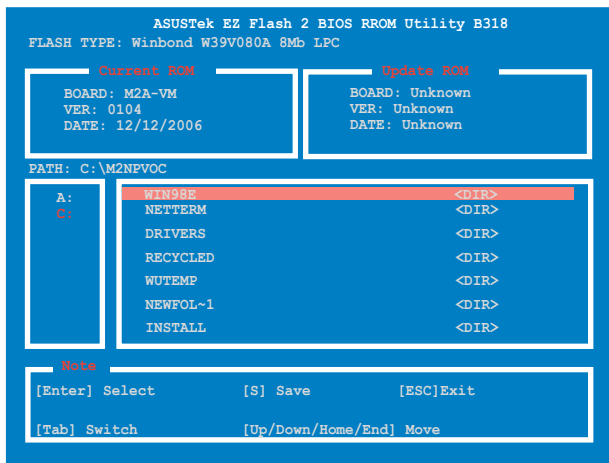 ASUSTek EZ Flash 2 BIOS RROM Utility B318
FLASH TYPE: Winbond W39V080A 8Mb LPC
Current ROM
BOARD: M2A-VM
VER: 0104
DATE: 12/12/2006
Update ROM
BOARD: Unknown
VER: Unknown
DATE: Unknown
PATH: C:\M2NPVOC
A:
C:
WIN98E <DIR>
NETTERM <DIR>
DRIVERS <DIR>
RECYCLED <DIR>
WUTEMP <DIR>
NEWFOL~1 <DIR>
INSTALL <DIR>
Note
[Enter] Select [S] Save [ESC]Exit
[Tab] Switch [Up/Down/Home/End] Move